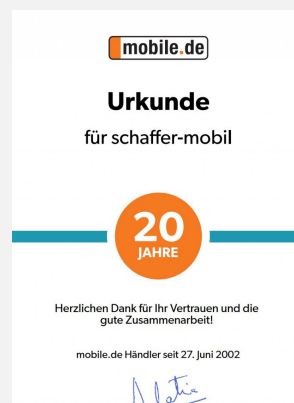 mobile.de
Urkunde
für schaffer-mobil
20
JAHRE
Herzlichen Dank für Ihr Vertrauen und die
gute Zusammenarbeit!
mobile.de Händler seit 27. Juni 2002